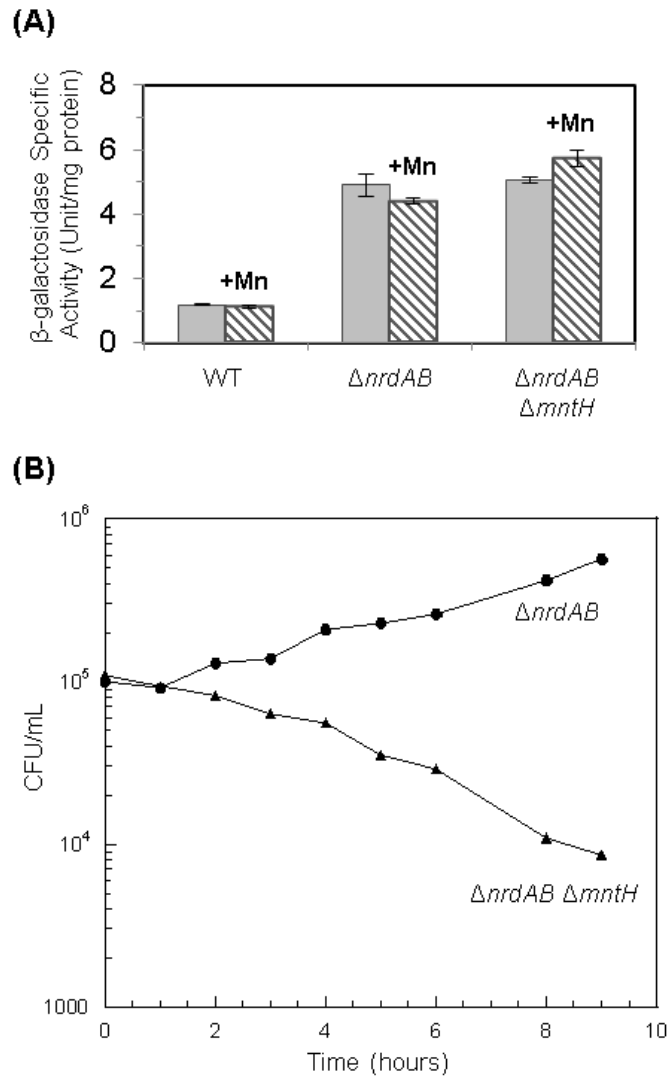 (A)
β-galactosidase Specific
Activity (Unit/mg protein)
8
6
4
2
0
+Mn
+Mn
+Mn
WT
ΔnrdAB
ΔnrdAB
ΔmntH
(B)
CFU/mL
10⁶
10⁵
10⁴
1000
ΔnrdAB
ΔnrdAB ΔmntH
0 2 4 6 8 10
Time (hours)